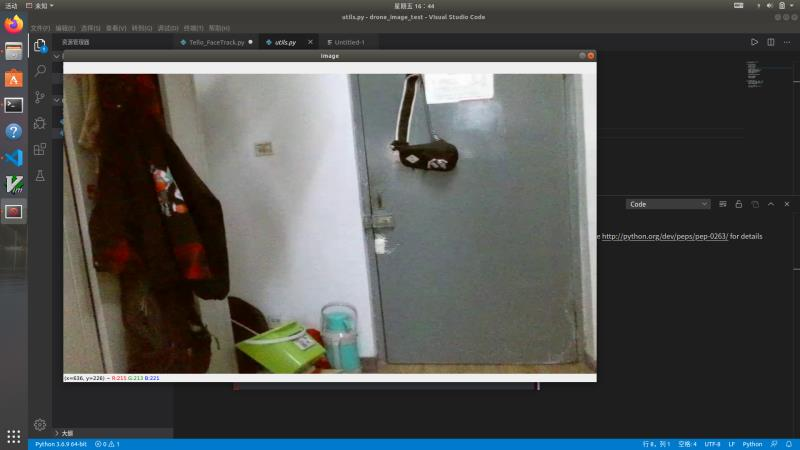 活动 未知 星期五 16：44
utils.py - drone_image_test - Visual Studio Code
文件(F) 编辑(E) 选择(S) 查看(V) 转到(G) 调试(D) 终端(T) 帮助(H)
资源管理器
Tello_FaceTrack.py
utils.py
Untitled-1
image
Code
http://python.org/dev/peps/pep-0263/ for details
(x=636, y=226) ~ R:215 G:213 B:221
大纲
Python 3.6.9 64-bit 0 1 行 8，列 1 空格: 4 UTF-8 LF Python